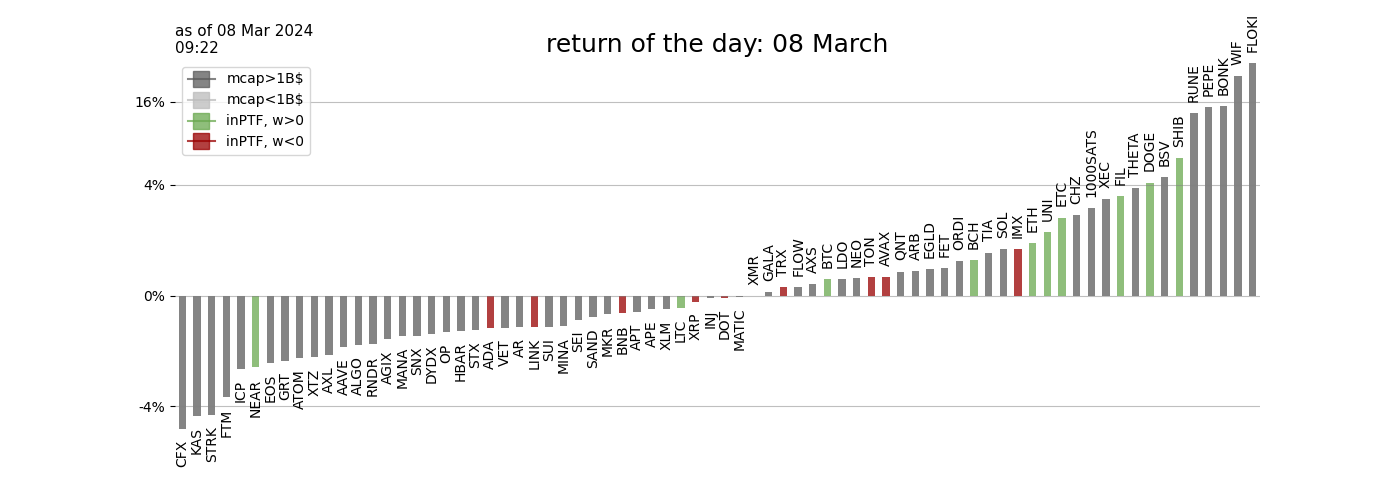 as of 08 Mar 2024
09:22
return of the day: 08 March
mcap>1B$
mcap<1B$
inPTF, w>0
inPTF, w<0
16%
4%
0%
-4%
CFX
KAS
STRK
FTM
ICP
NEAR
EOS
GRT
ATOM
XTZ
AXL
AAVE
ALGO
RNDR
AGIX
MANA
SNX
DYDX
OP
HBAR
STX
ADA
VET
AR
LINK
SUI
MINA
SEI
SAND
MKR
BNB
APT
APE
XLM
LTC
XRP
INJ
DOT
MATIC
XMR
GALA
TRX
FLOW
AXS
BTC
LDO
NEO
TON
AVAX
QNT
ARB
EGLD
FET
ORDI
BCH
TIA
SOL
IMX
ETH
UNI
ETC
CHZ
1000SATS
XEC
FIL
THETA
DOGE
BSV
SHIB
RUNE
PEPE
BONK
WIF
FLOKI